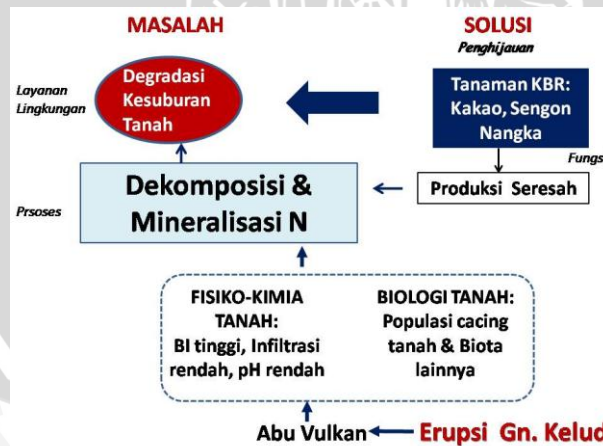 MASALAH
SOLUSI
Penghijauan
Layanan
Lingkungan
Degradasi
Kesuburan
Tanah
Tanaman KBR:
Kakao, Sengon
Nangka
Fungs
Produksi Seresah
Prsoses
Dekomposisi &
Mineralisasi N
FISIKO-KIMIA
TANAH:
BI tinggi, Infiltrasi
rendah, pH rendah
BIOLOGI TANAH:
Populasi cacing
tanah & Biota
lainnya
Abu Vulkan
Erupsi Gn. Kelud